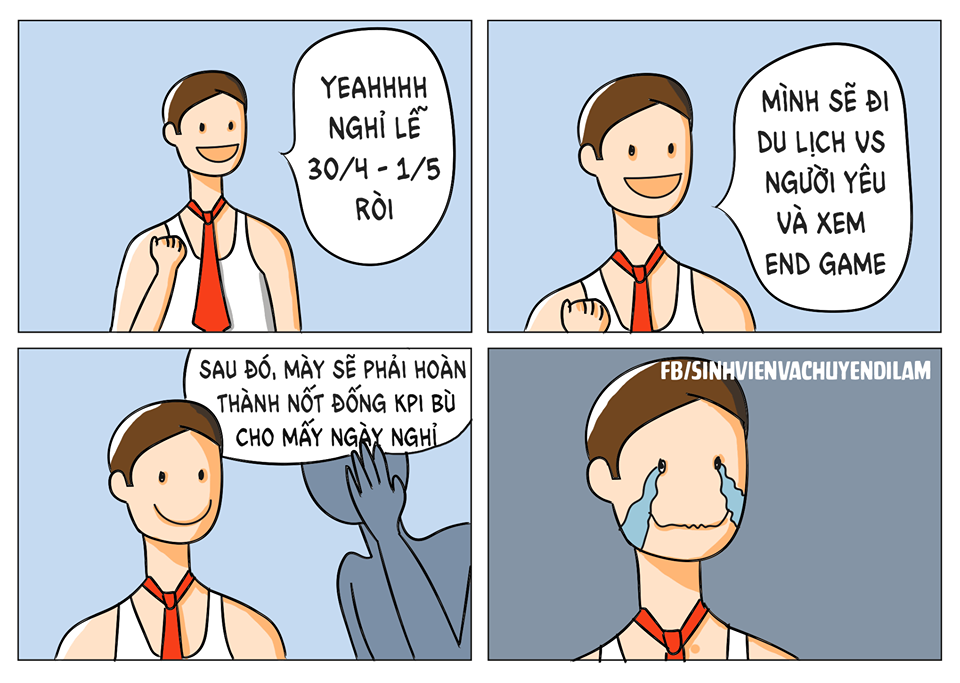 YEAHHHH
NGHỈ LỄ
30/4 - 1/5
RÒI
MÌNH SẼ ĐI
DU LỊCH VS
NGƯỜI YÊU
VÀ XEM
END GAME
SAU ĐÓ, MÀY SẼ PHẢI HOÀN
THÀNH NỐT ĐỐNG KPI BÙ
CHO MẤY NGÀY NGHỈ
FB/SINHVIENVACHUYENDILAM